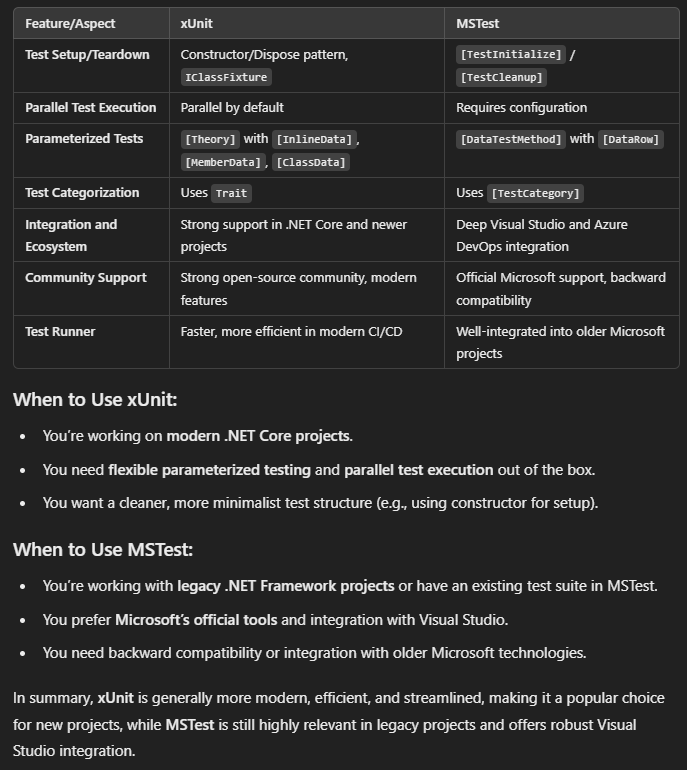 Feature/Aspect xUnit MSTest
Test Setup/Teardown Constructor/Dispose pattern, [TestInitialize] /
IClassFixture [TestCleanup]
Parallel Test Execution Parallel by default Requires configuration
Parameterized Tests [Theory] with [InlineData], [DataTestMethod] with [DataRow]
[MemberData], [ClassData]
Test Categorization Uses Trait Uses [TestCategory]
Integration and Strong support in .NET Core and newer Deep Visual Studio and Azure
Ecosystem projects DevOps integration
Community Support Strong open-source community, modern Official Microsoft support, backward
features compatibility
Test Runner Faster, more efficient in modern CI/CD Well-integrated into older Microsoft
projects
When to Use xUnit:
• You’re working on modern .NET Core projects.
• You need flexible parameterized testing and parallel test execution out of the box.
• You want a cleaner, more minimalist test structure (e.g., using constructor for setup).
When to Use MSTest:
• You’re working with legacy .NET Framework projects or have an existing test suite in MSTest.
• You prefer Microsoft’s official tools and integration with Visual Studio.
• You need backward compatibility or integration with older Microsoft technologies.
In summary, xUnit is generally more modern, efficient, and streamlined, making it a popular choice
for new projects, while MSTest is still highly relevant in legacy projects and offers robust Visual
Studio integration.